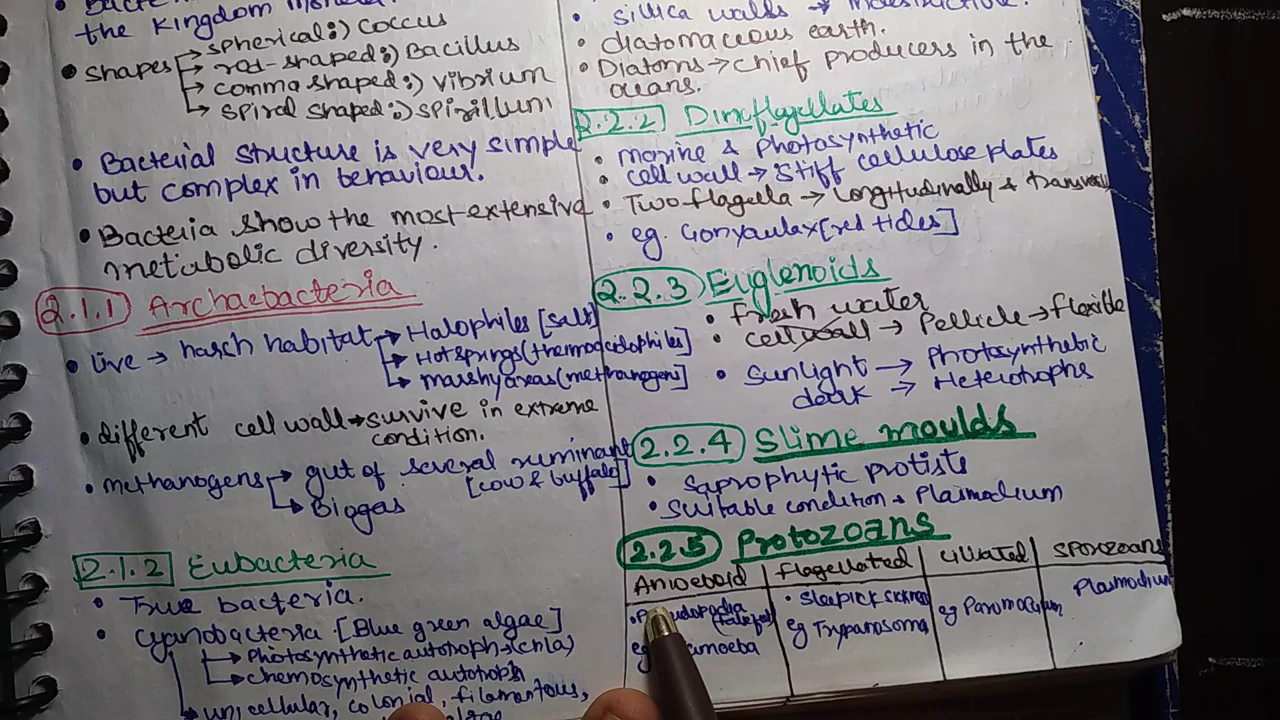 the Kingdom Monera
• shapes → spherical:) Coccus
→ rod-shaped:) Bacillus
→ comma shaped:) Vibrium
→ spiral shaped:) Spirillum
• Bacterial structure is very simple
but complex in behaviour.
• Bacteria show the most extensive
metabolic diversity.
2.1.1 Archaebacteria
• live → harsh habitat → Halophiles [salt]
→ Hotsprings (thermoacidophiles)
→ marshy areas (methanogens)
• different cell wall → survive in extreme
condition.
• methanogens → gut of several ruminant
[cow & buffalo]
→ Biogas
2.1.2 Eubacteria
• True bacteria.
• Cyanobacteria [Blue green algae]
→ Photosynthetic autotroph → (chl a)
→ chemosynthetic autotroph
→ unicellular, colonial, filamentous,
• sillica walls → indestructible.
• diatomaceous earth.
• Diatoms → chief producers in the
oceans.
2.2.2 Dinoflagellates
• marine & photosynthetic
• cell wall → stiff cellulose plates
• Two flagella → longitudinally & transversely
• eg. Gonyaulax [red tides]
2.2.3 Euglenoids
• fresh water
• cell wall → Pellicle → flexible
• Sunlight → Photosynthetic
dark → Heterotrophs
2.2.4 Slime moulds
• Saprophytic protists
• Suitable condition → Plasmodium
2.2.5 Protozoans
Amoeboid | flagellated | Ciliated | Sporozoans
• Pseudopodia | • Sleepick sickness | eg Paramoecium | Plasmodium
eg Amoeba | eg Trypanosoma